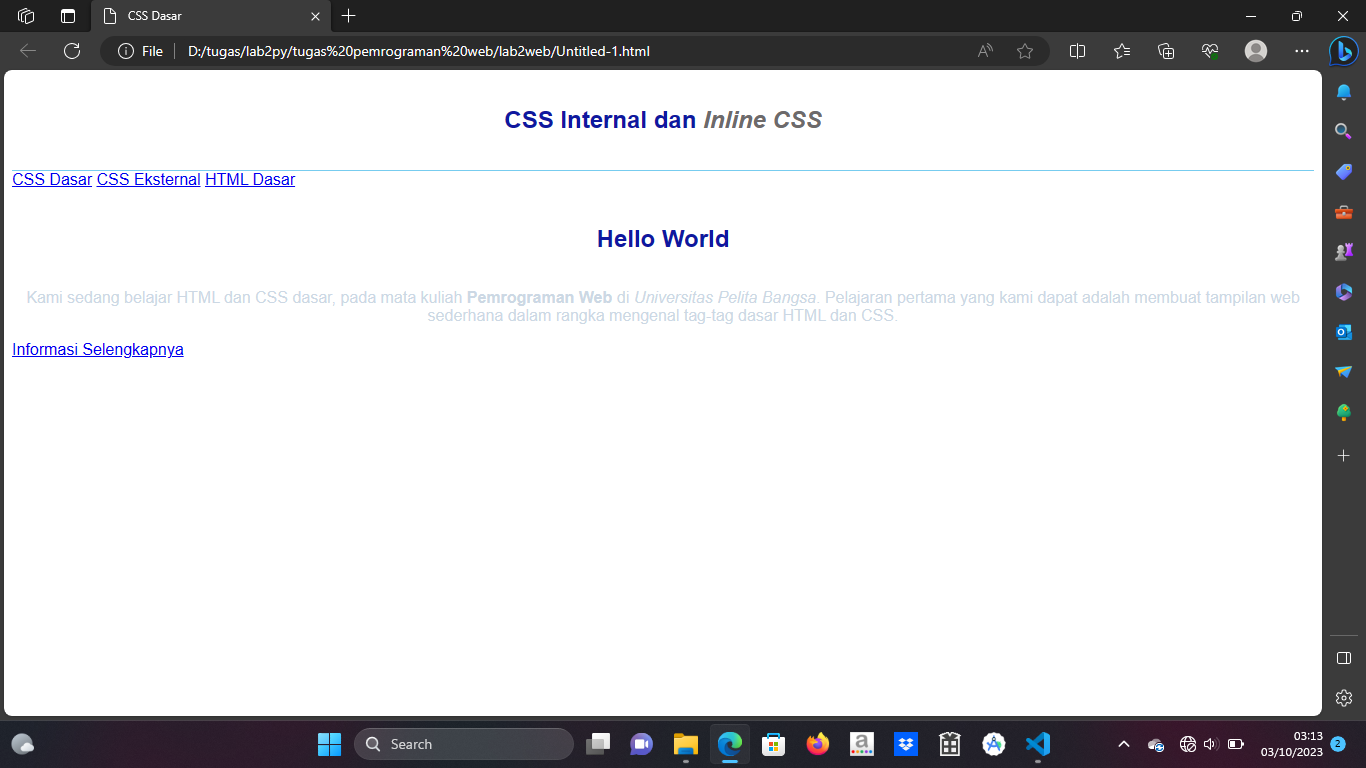 CSS Dasar
File
D:/tugas/lab2py/tugas%20pemrograman%20web/lab2web/Untitled-1.html
CSS Internal dan Inline CSS
CSS Dasar CSS Eksternal HTML Dasar
Hello World
Kami sedang belajar HTML dan CSS dasar, pada mata kuliah Pemrograman Web di Universitas Pelita Bangsa. Pelajaran pertama yang kami dapat adalah membuat tampilan web
sederhana dalam rangka mengenal tag-tag dasar HTML dan CSS.
Informasi Selengkapnya
Search
03:13
03/10/2023
2